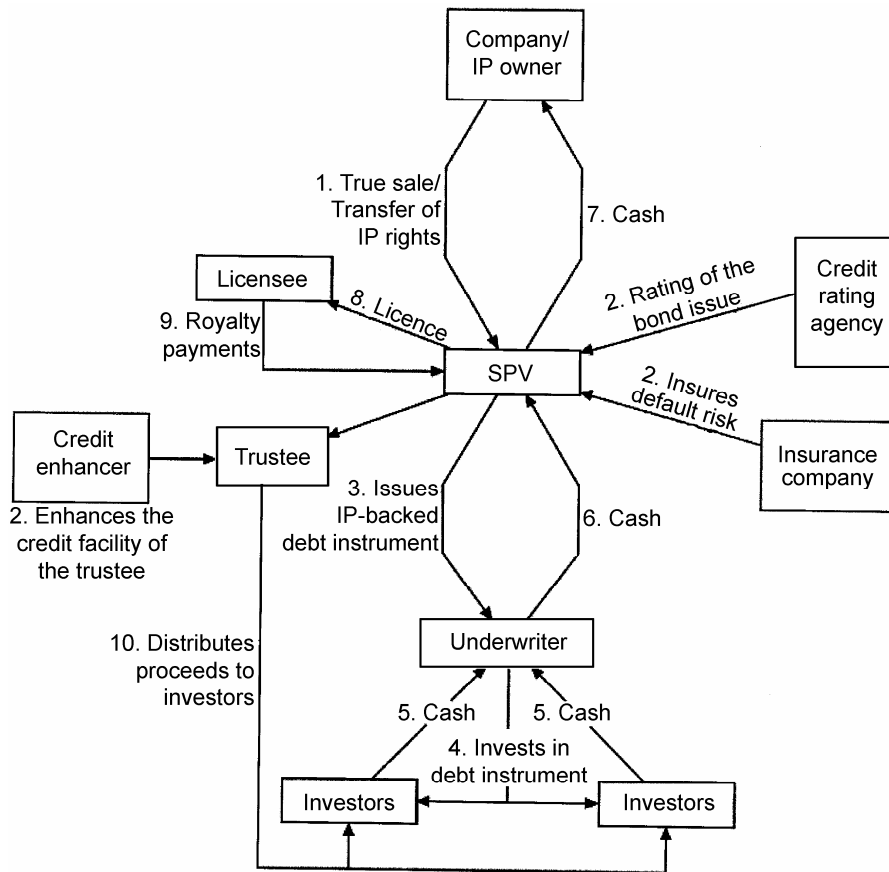 Company/
IP owner
1. True sale/
Transfer of
IP rights
7. Cash
Licensee
8. Licence
9. Royalty
payments
2. Rating of the
bond issue
Credit
rating
agency
SPV
2. Insures
default risk
Insurance
company
Credit
enhancer
Trustee
2. Enhances the
credit facility of
the trustee
3. Issues
IP-backed
debt instrument
6. Cash
Underwriter
10. Distributes
proceeds to
investors
5. Cash
5. Cash
4. Invests in
debt instrument
Investors
Investors